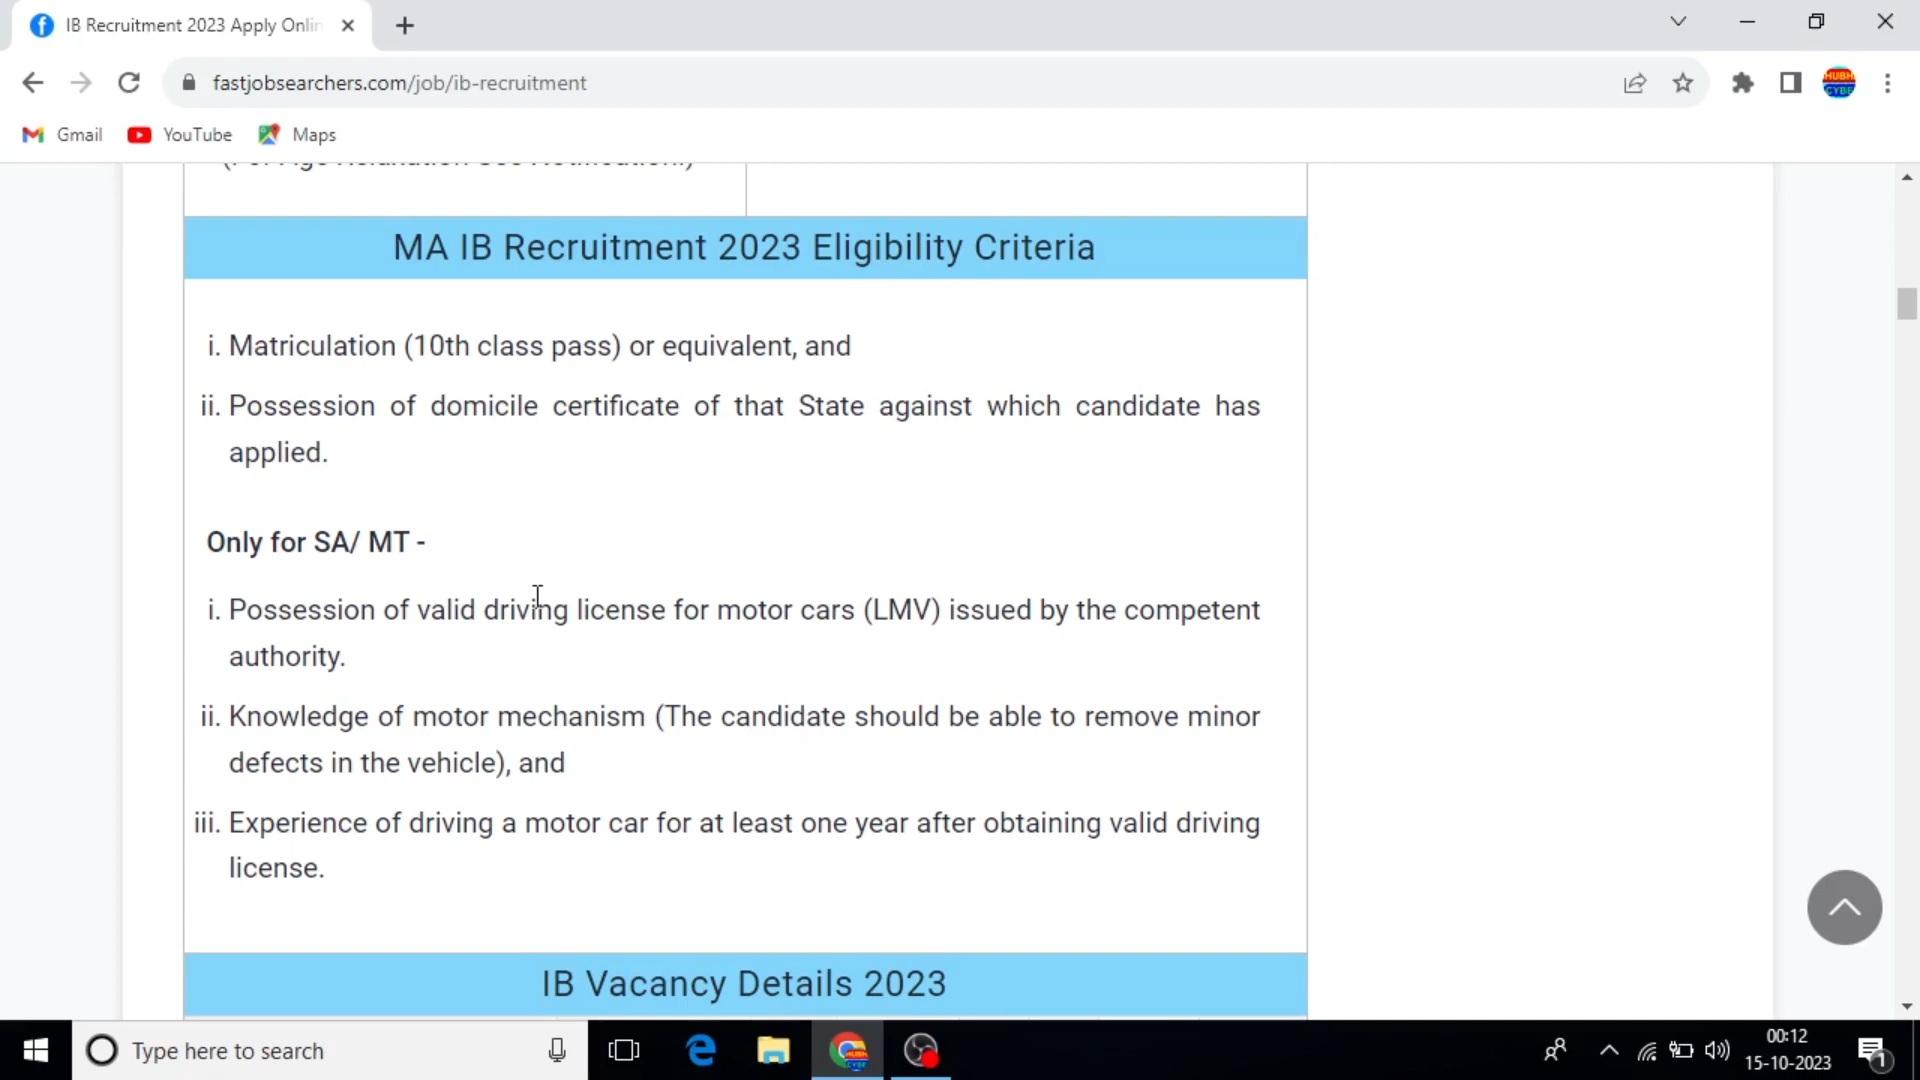 IB Recruitment 2023 Apply Onlin
fastjobsearchers.com/job/ib-recruitment
Gmail
YouTube
Maps
MA IB Recruitment 2023 Eligibility Criteria
i. Matriculation (10th class pass) or equivalent, and
ii. Possession of domicile certificate of that State against which candidate has
applied.
Only for SA/ MT -
i. Possession of valid driving license for motor cars (LMV) issued by the competent
authority.
ii. Knowledge of motor mechanism (The candidate should be able to remove minor
defects in the vehicle), and
iii. Experience of driving a motor car for at least one year after obtaining valid driving
license.
IB Vacancy Details 2023
Type here to search
00:12
15-10-2023
1